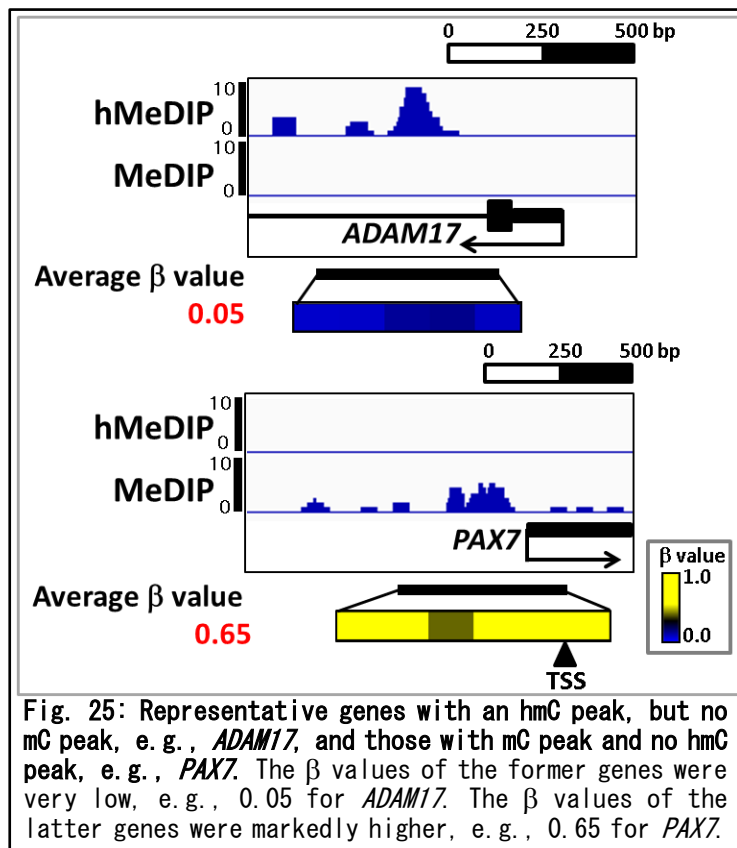 0 250 500 bp
hMeDIP 10 0
MeDIP 10 0
ADAM17
Average β value
0.05
0 250 500 bp
hMeDIP 10 0
MeDIP 10 0
PAX7
Average β value
0.65
β value
1.0
0.0
TSS
Fig. 25: Representative genes with an hmC peak, but no
mC peak, e.g., ADAM17, and those with mC peak and no hmC
peak, e.g., PAX7. The β values of the former genes were
very low, e.g., 0.05 for ADAM17. The β values of the
latter genes were markedly higher, e.g., 0.65 for PAX7.